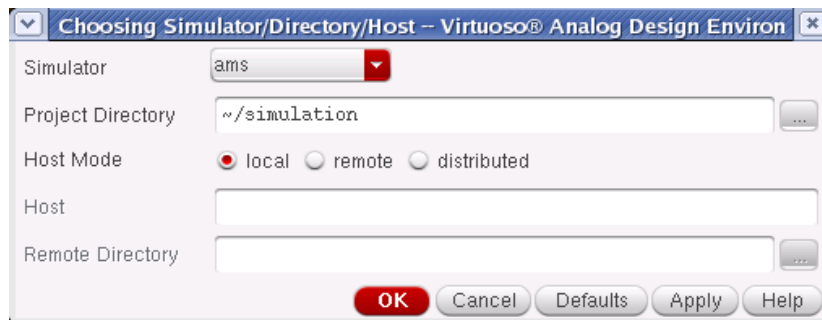 Choosing Simulator/Directory/Host -- Virtuoso® Analog Design Environ
Simulator ams
Project Directory ~/simulation ...
Host Mode local remote distributed
Host
Remote Directory ...
OK Cancel Defaults Apply Help